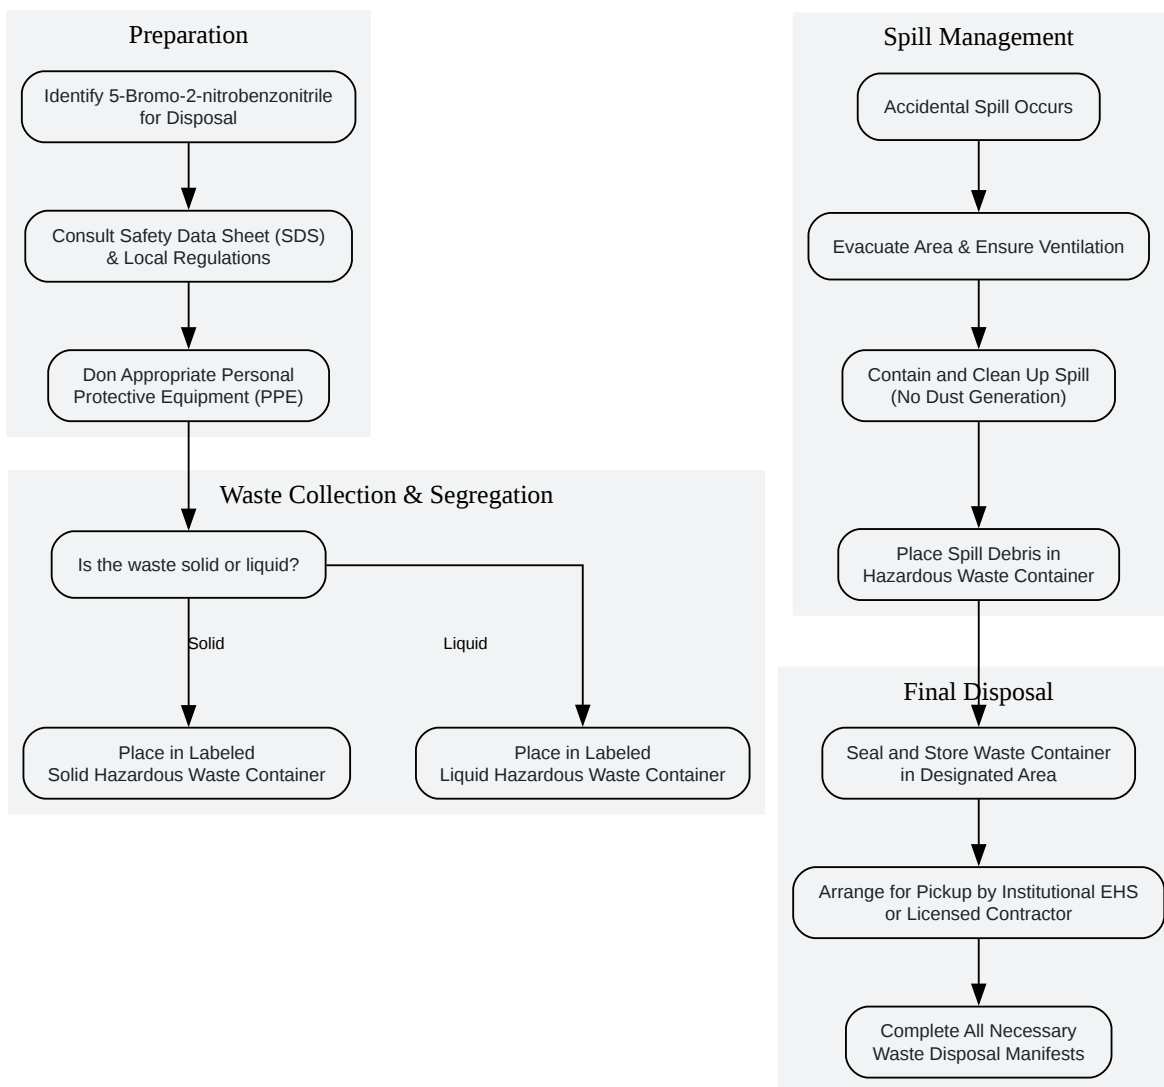 Preparation
Identify 5-Bromo-2-nitrobenzonitrile
for Disposal
Consult Safety Data Sheet (SDS)
& Local Regulations
Don Appropriate Personal
Protective Equipment (PPE)
Waste Collection & Segregation
Is the waste solid or liquid?
Solid
Liquid
Place in Labeled
Solid Hazardous Waste Container
Place in Labeled
Liquid Hazardous Waste Container
Spill Management
Accidental Spill Occurs
Evacuate Area & Ensure Ventilation
Contain and Clean Up Spill
(No Dust Generation)
Place Spill Debris in
Hazardous Waste Container
Final Disposal
Seal and Store Waste Container
in Designated Area
Arrange for Pickup by Institutional EHS
or Licensed Contractor
Complete All Necessary
Waste Disposal Manifests